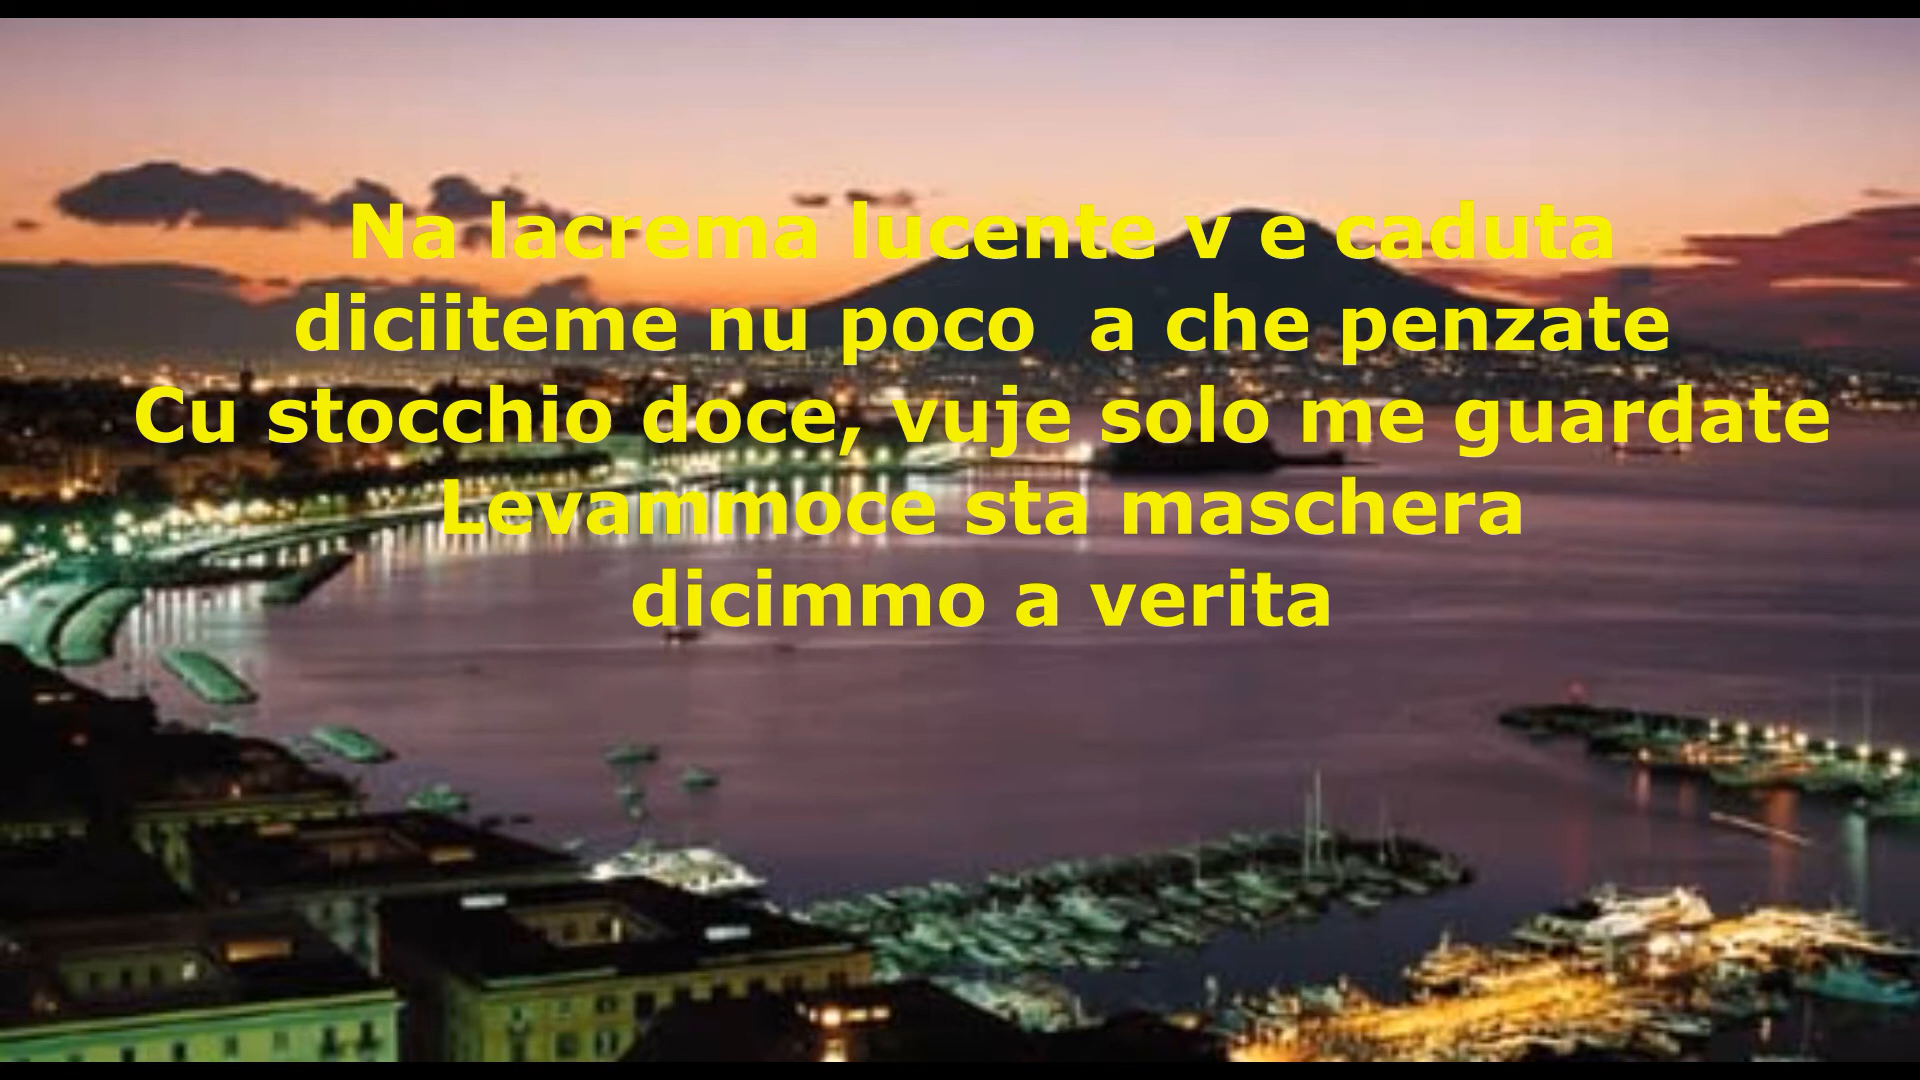 Na lacrema lucente v e caduta
diciiteme nu poco a che penzate
Cu stocchio doce, vuje solo me guardate
Levammoce sta maschera
dicimmo a verita